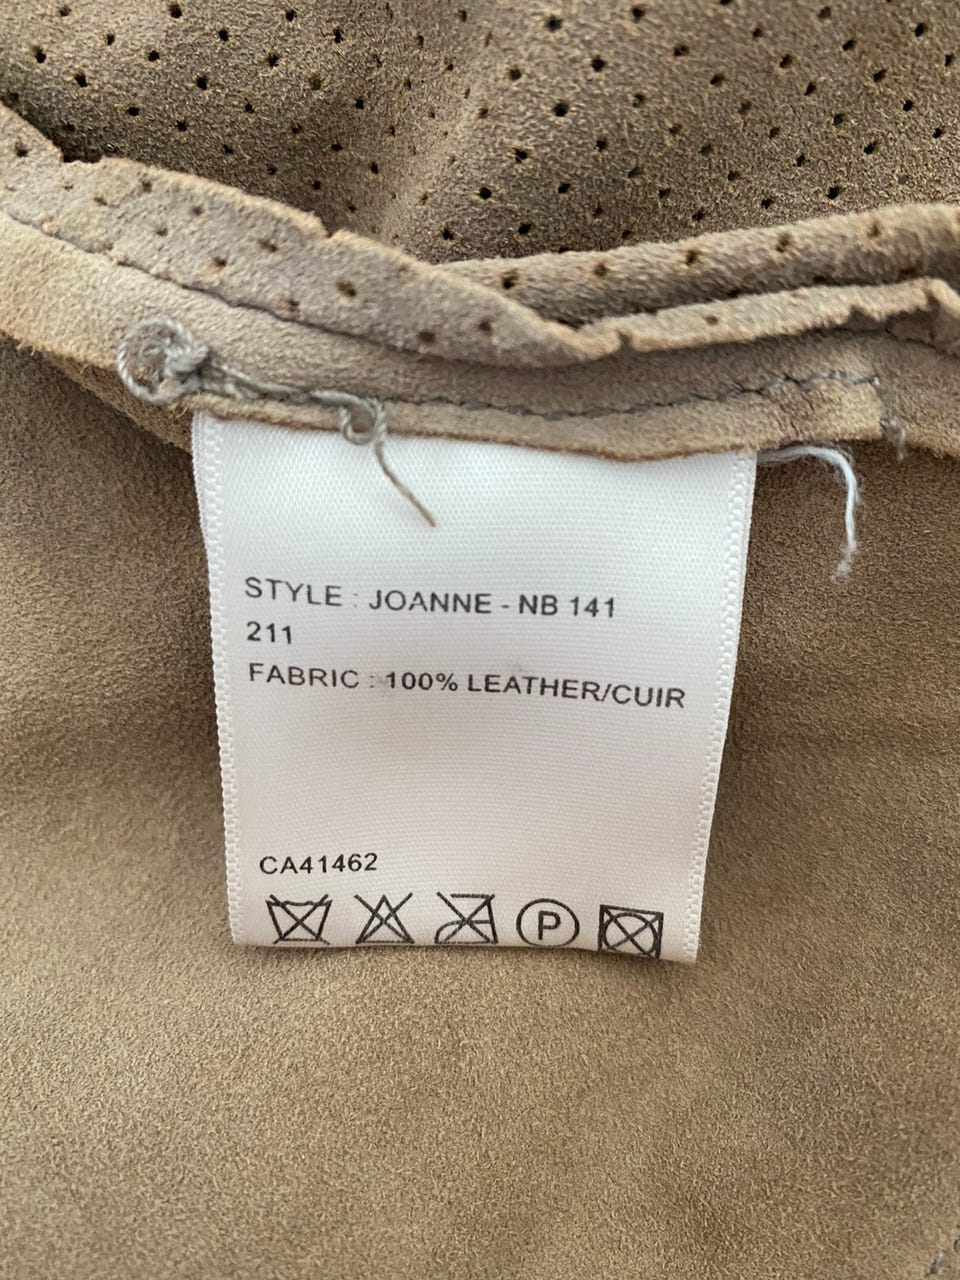 STYLE : JOANNE - NB 141
211
FABRIC : 100% LEATHER/CUIR
CA41462
P